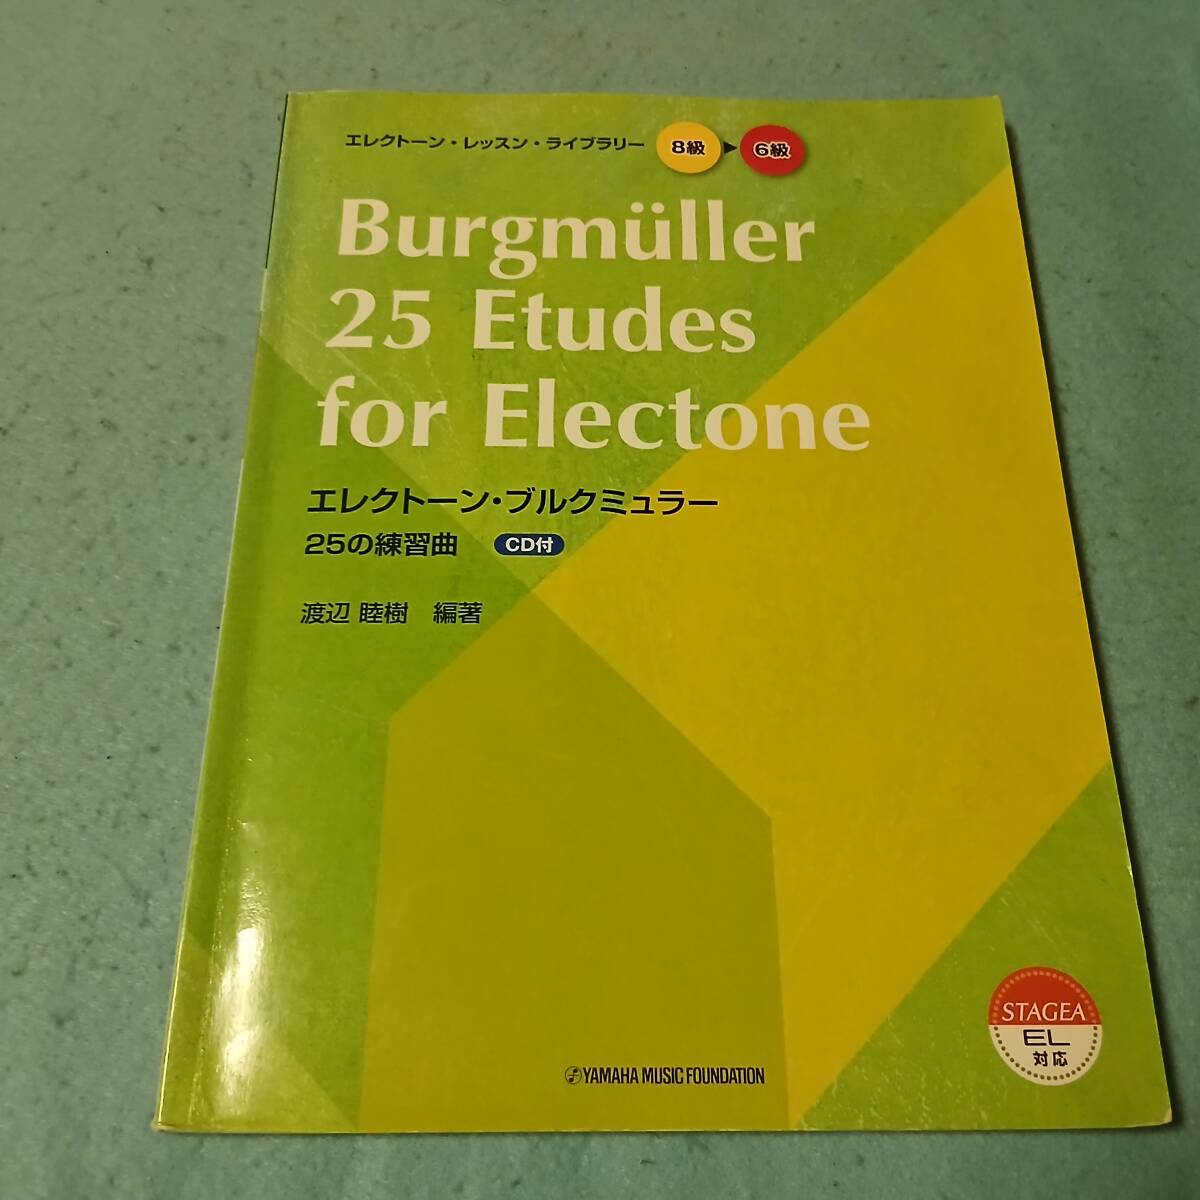 エレクトーン・レッスン・ライブラリー 8級▶6級
Burgmüller
25 Etudes
for Electone
エレクトーン・ブルクミュラー
25の練習曲 CD付
渡辺 睦樹 編著
STAGEA
EL
対応
YAMAHA MUSIC FOUNDATION